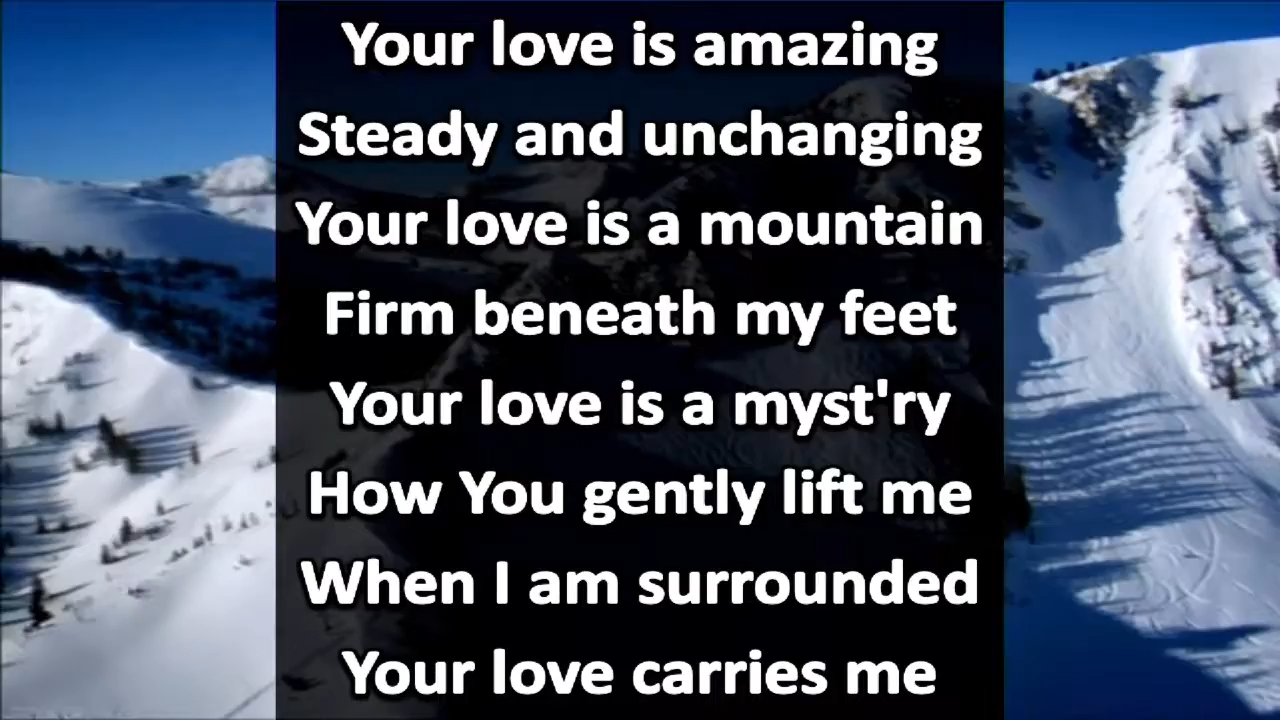 Your love is amazing
Steady and unchanging
Your love is a mountain
Firm beneath my feet
Your love is a myst'ry
How You gently lift me
When I am surrounded
Your love carries me